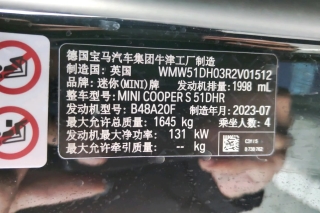 德国宝马汽车集团牛津工厂制造
制造国：英国 WMW51DH03R2V01512
品牌：迷你(MINI)牌 发动机排量：1998 mL
整车型号：MINI COOPER S 51DHR
发动机型号：B48A20F 制造年月：2023-07
最大允许总质量：1645 kg 乘坐人数：4
发动机最大净功率：131 kW
最大允许牵引质量：-- kg